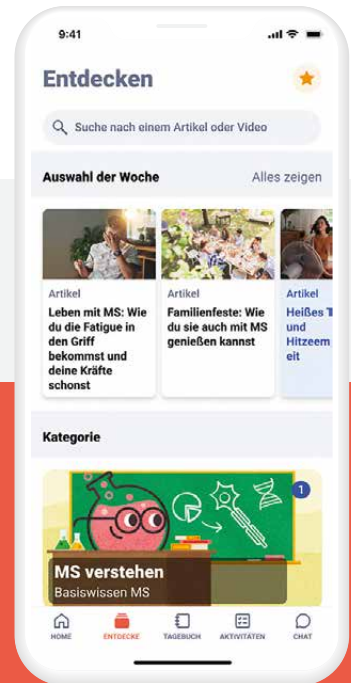 9:41
Entdecken
Suche nach einem Artikel oder Video
Auswahl der Woche
Alles zeigen
Artikel
Leben mit MS: Wie
du die Fatigue in
den Griff
bekommst und
deine Kräfte
schonst
Artikel
Familienfeste: Wie
du sie auch mit MS
genießen kannst
Artikel
Heißes
und
Hitzeem
eit
Kategorie
1
MS verstehen
Basiswissen MS
HOME
ENTDECKE
TAGEBUCH
AKTIVITÄTEN
CHAT